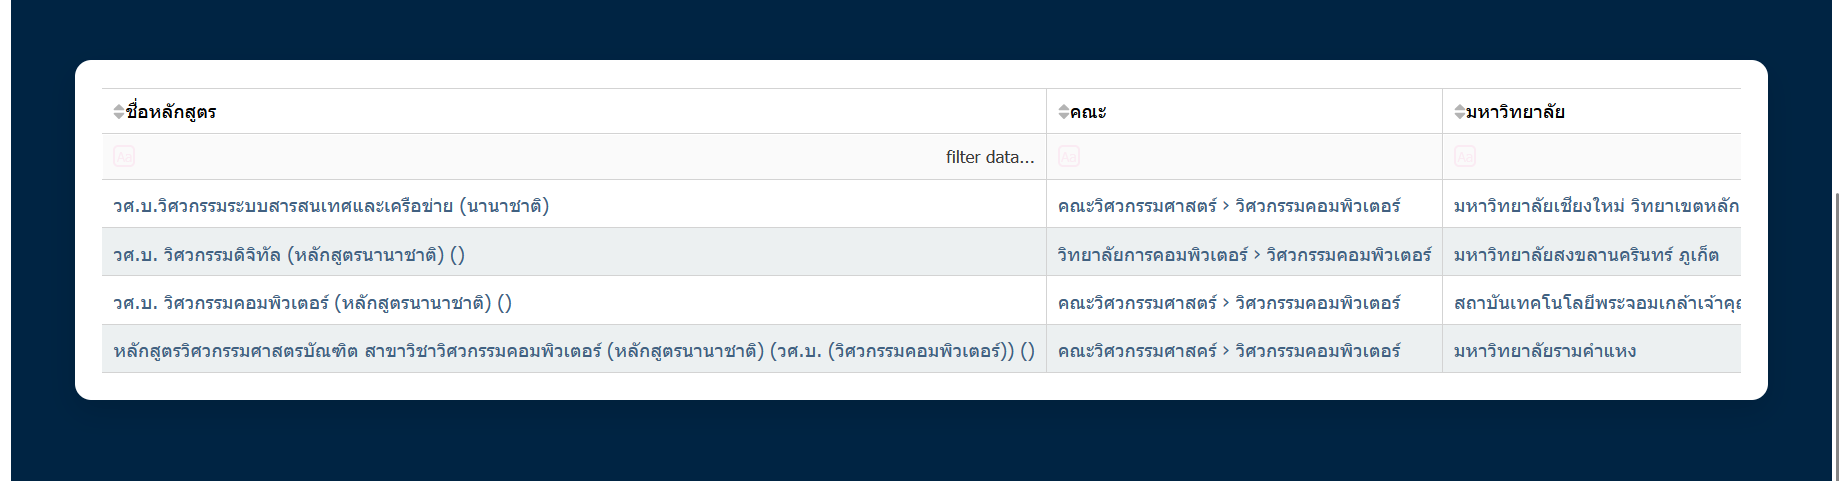 ชื่อหลักสูตร คณะ มหาวิทยาลัย
Aa filter data... Aa Aa
วศ.บ.วิศวกรรมระบบสารสนเทศและเครือข่าย (นานาชาติ) คณะวิศวกรรมศาสตร์ > วิศวกรรมคอมพิวเตอร์ มหาวิทยาลัยเชียงใหม่ วิทยาเขตหลัก
วศ.บ. วิศวกรรมดิจิทัล (หลักสูตรนานาชาติ) () วิทยาลัยการคอมพิวเตอร์ > วิศวกรรมคอมพิวเตอร์ มหาวิทยาลัยสงขลานครินทร์ ภูเก็ต
วศ.บ. วิศวกรรมคอมพิวเตอร์ (หลักสูตรนานาชาติ) () คณะวิศวกรรมศาสตร์ > วิศวกรรมคอมพิวเตอร์ สถาบันเทคโนโลยีพระจอมเกล้าเจ้าคุณ
หลักสูตรวิศวกรรมศาสตรบัณฑิต สาขาวิชาวิศวกรรมคอมพิวเตอร์ (หลักสูตรนานาชาติ) (วศ.บ. (วิศวกรรมคอมพิวเตอร์)) () คณะวิศวกรรมศาสคร์ > วิศวกรรมคอมพิวเตอร์ มหาวิทยาลัยรามคำแหง